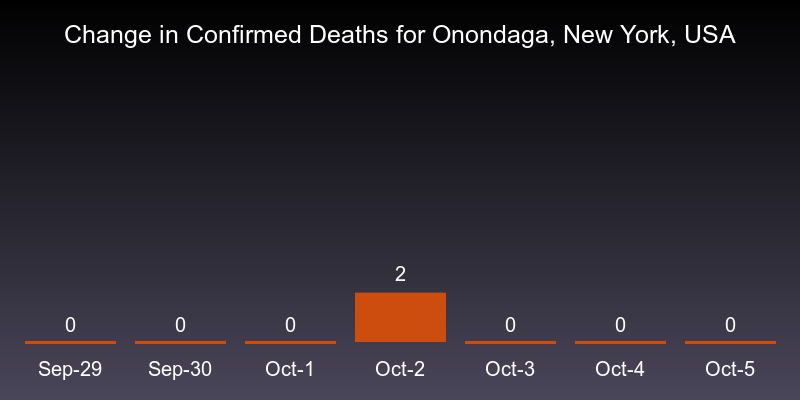 Change in Confirmed Deaths for Onondaga, New York, USA
2
0 0 0 0 0 0
Sep-29 Sep-30 Oct-1 Oct-2 Oct-3 Oct-4 Oct-5